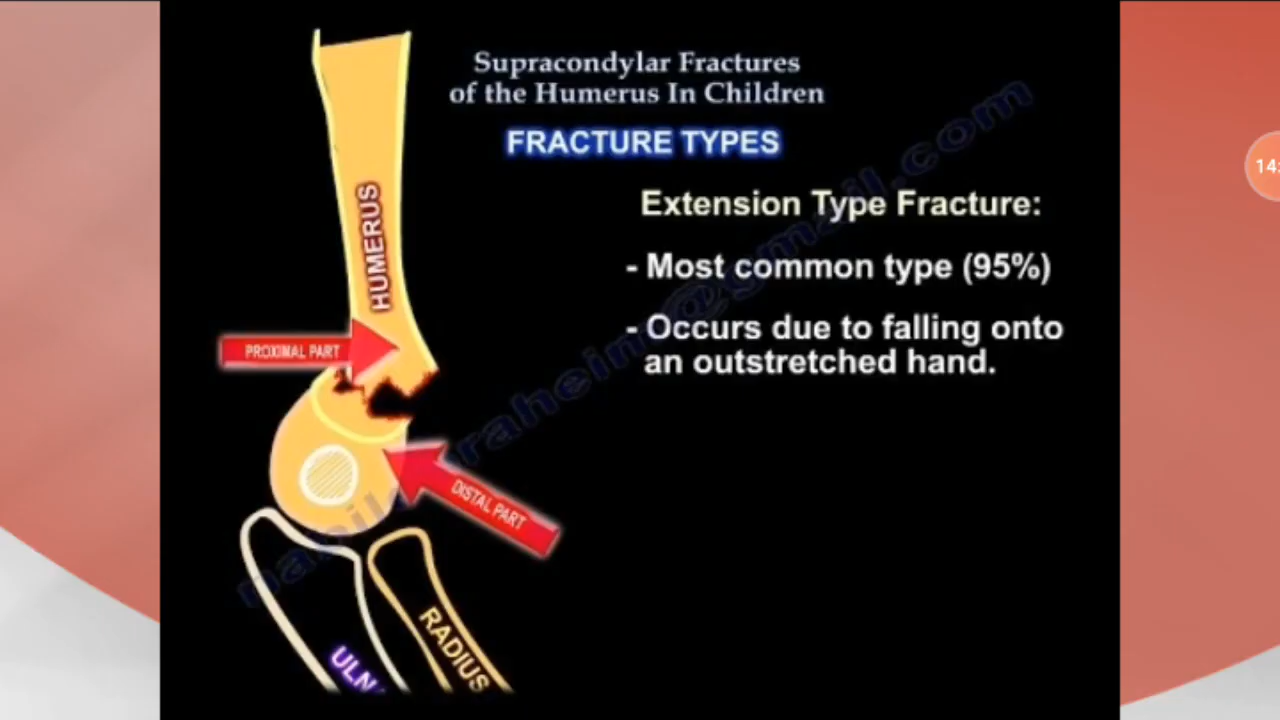 Supracondylar Fractures
of the Humerus In Children
FRACTURE TYPES
Extension Type Fracture:
- Most common type (95%)
- Occurs due to falling onto
an outstretched hand.
HUMERUS
PROXIMAL PART
DISTAL PART
RADIUS